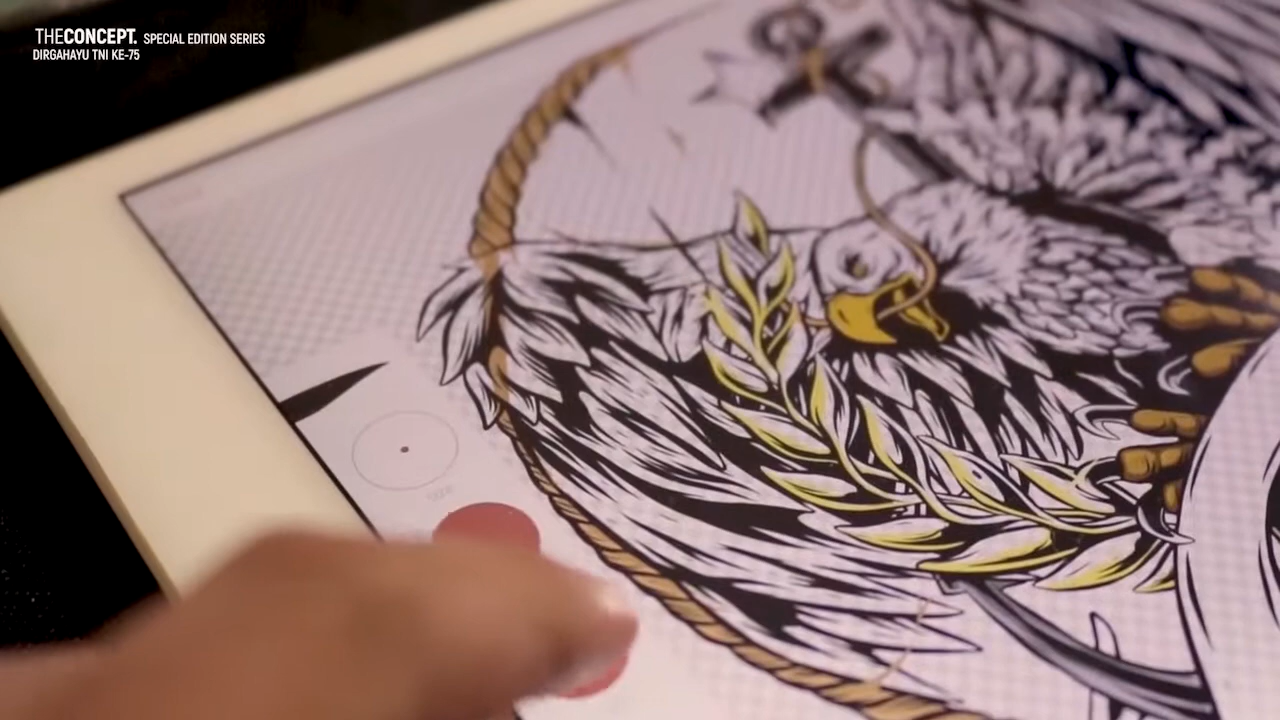 THECONCEPT. SPECIAL EDITION SERIES
DIRGAHAYU TNI KE-75